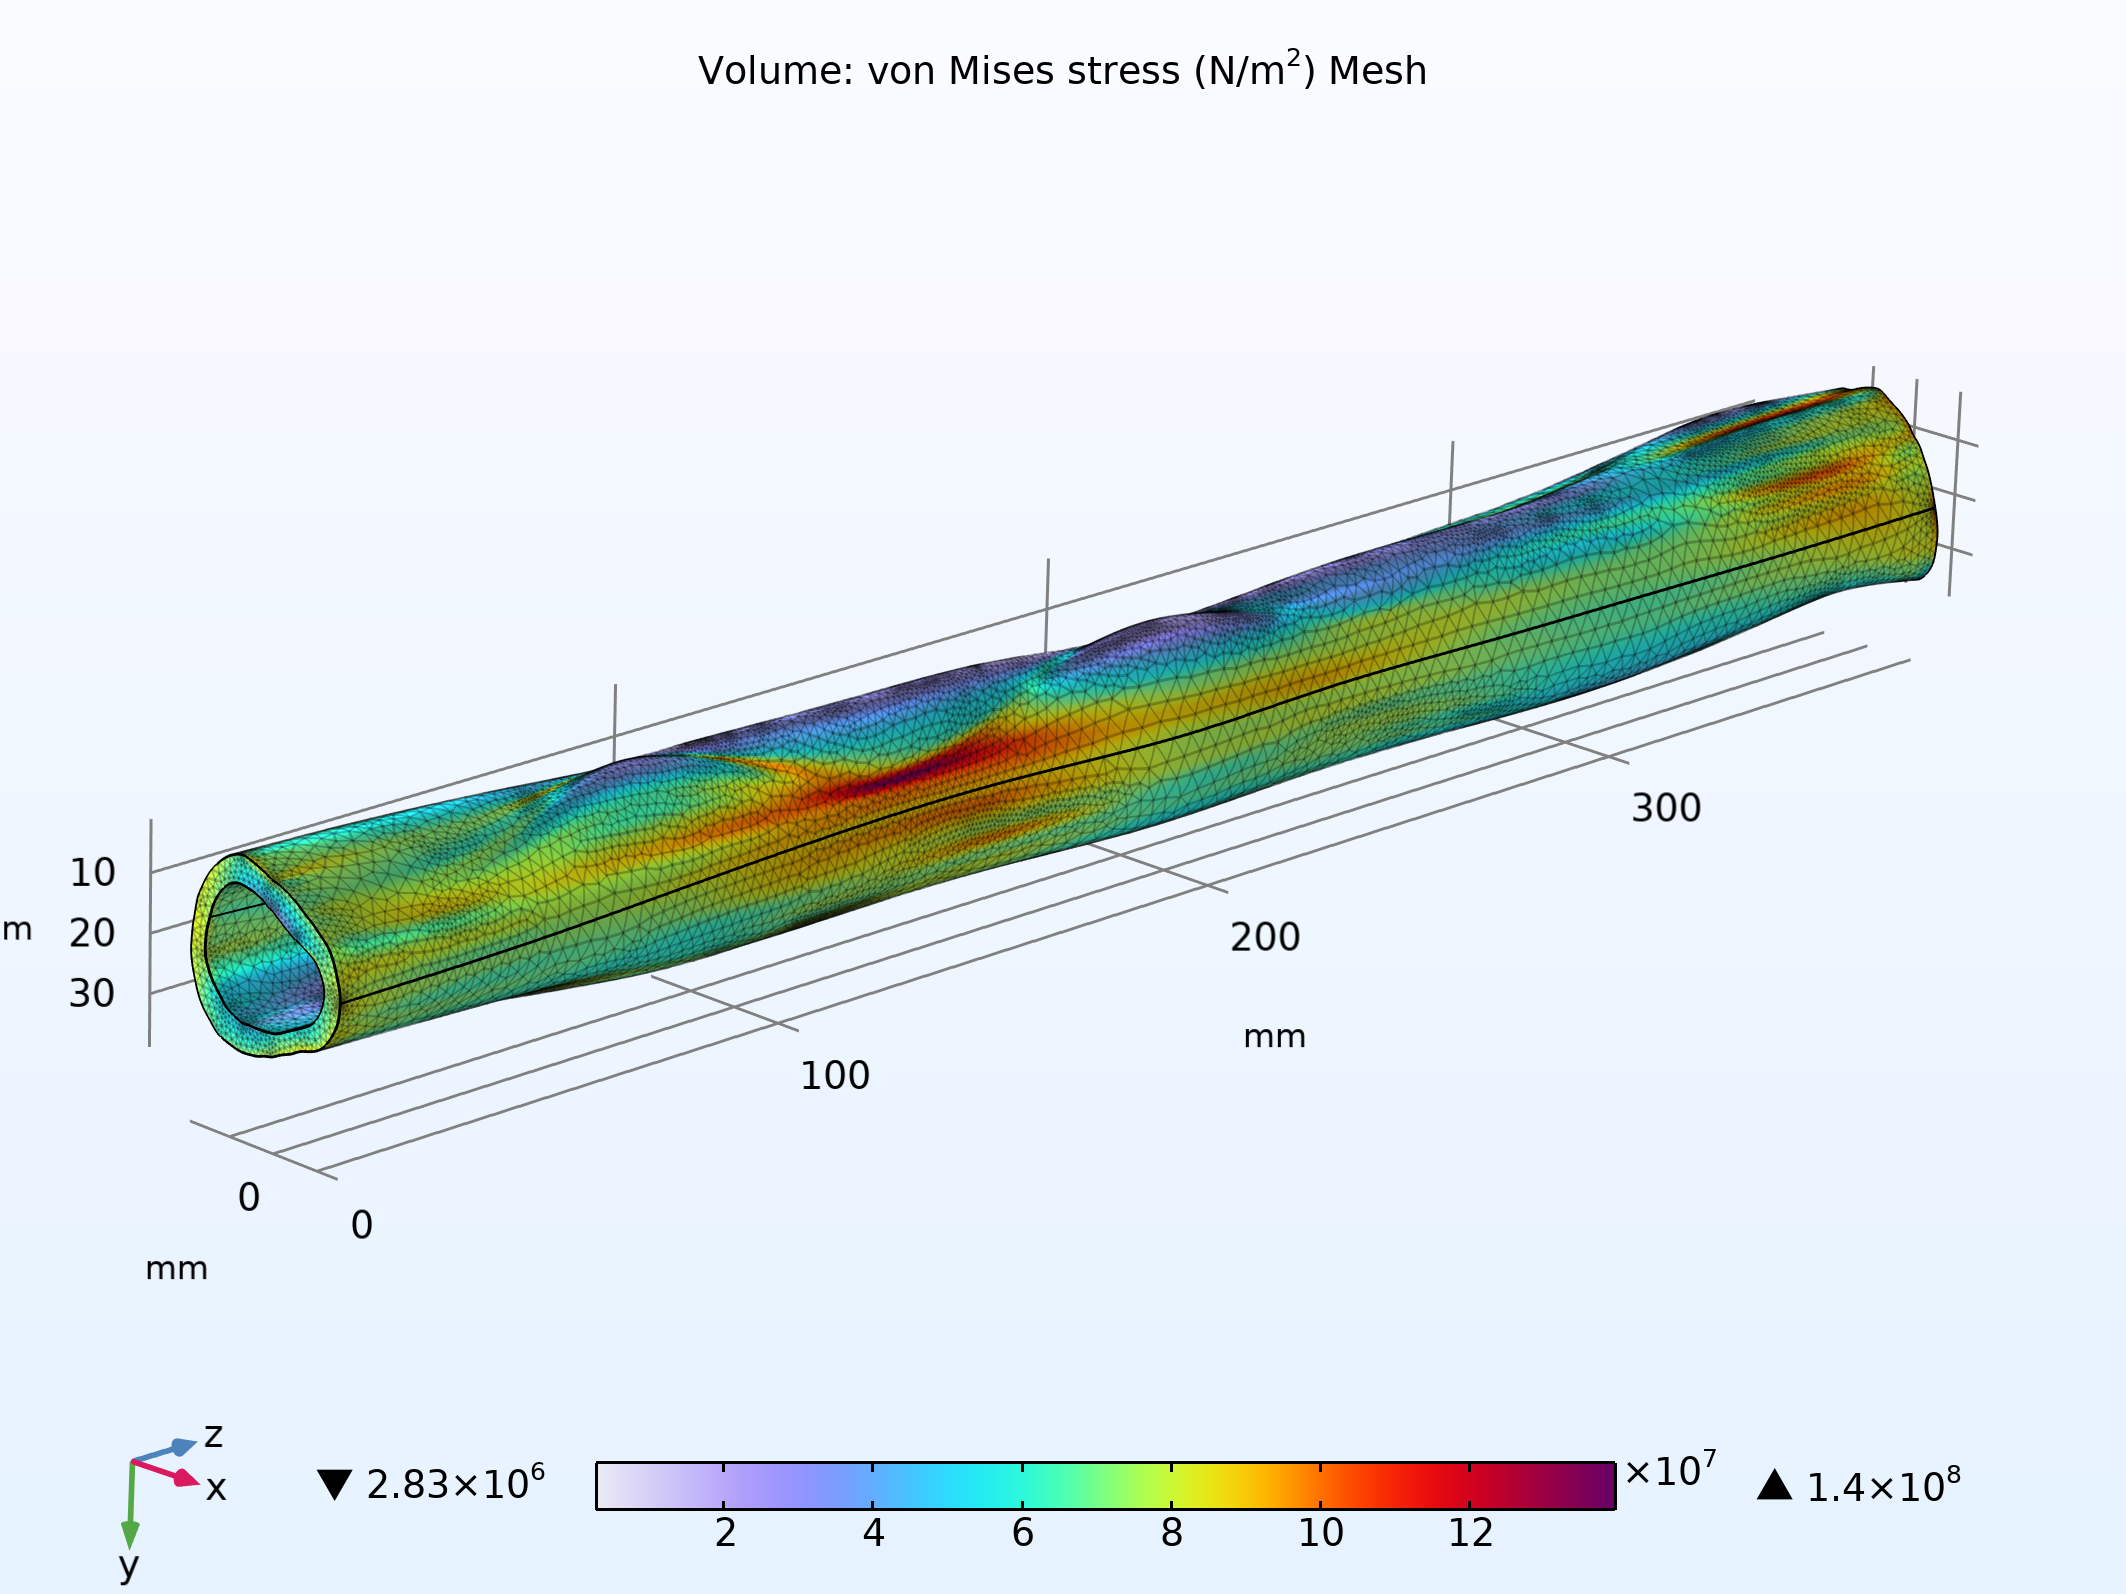 Volume: von Mises stress (N/m²) Mesh
10
m 20
30
300
200
mm
100
0
0
mm
z
x
y
▼ 2.83×10⁶
×10⁷
▲ 1.4×10⁸
2 4 6 8 10 12